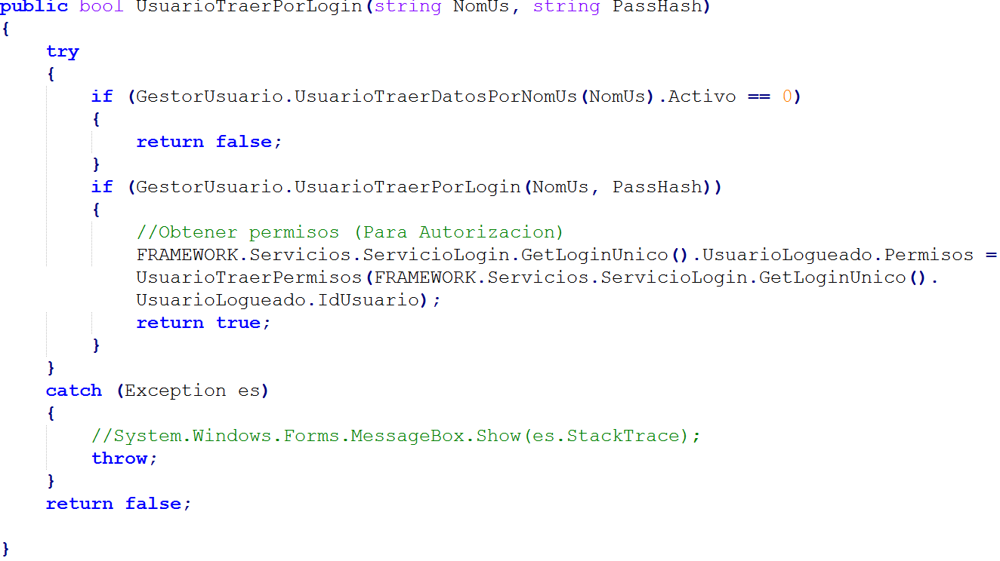 public bool UsuarioTraerPorLogin(string NomUs, string PassHash)
{
    try
    {
        if (GestorUsuario.UsuarioTraerDatosPorNomUs(NomUs).Activo == 0)
        {
            return false;
        }
        if (GestorUsuario.UsuarioTraerPorLogin(NomUs, PassHash))
        {
            //Obtener permisos (Para Autorizacion)
            FRAMEWORK.Servicios.ServicioLogin.GetLoginUnico().UsuarioLogueado.Permisos =
            UsuarioTraerPermisos(FRAMEWORK.Servicios.ServicioLogin.GetLoginUnico().
            UsuarioLogueado.IdUsuario);
            return true;
        }
    }
    catch (Exception es)
    {
        //System.Windows.Forms.MessageBox.Show(es.StackTrace);
        throw;
    }
    return false;

}